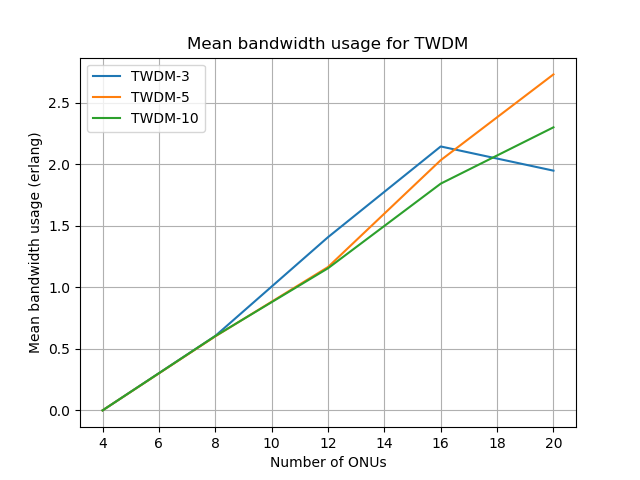 Mean bandwidth usage for TWDM
TWDM-3
TWDM-5
TWDM-10
Mean bandwidth usage (erlang)
2.5
2.0
1.5
1.0
0.5
0.0
4 6 8 10 12 14 16 18 20
Number of ONUs